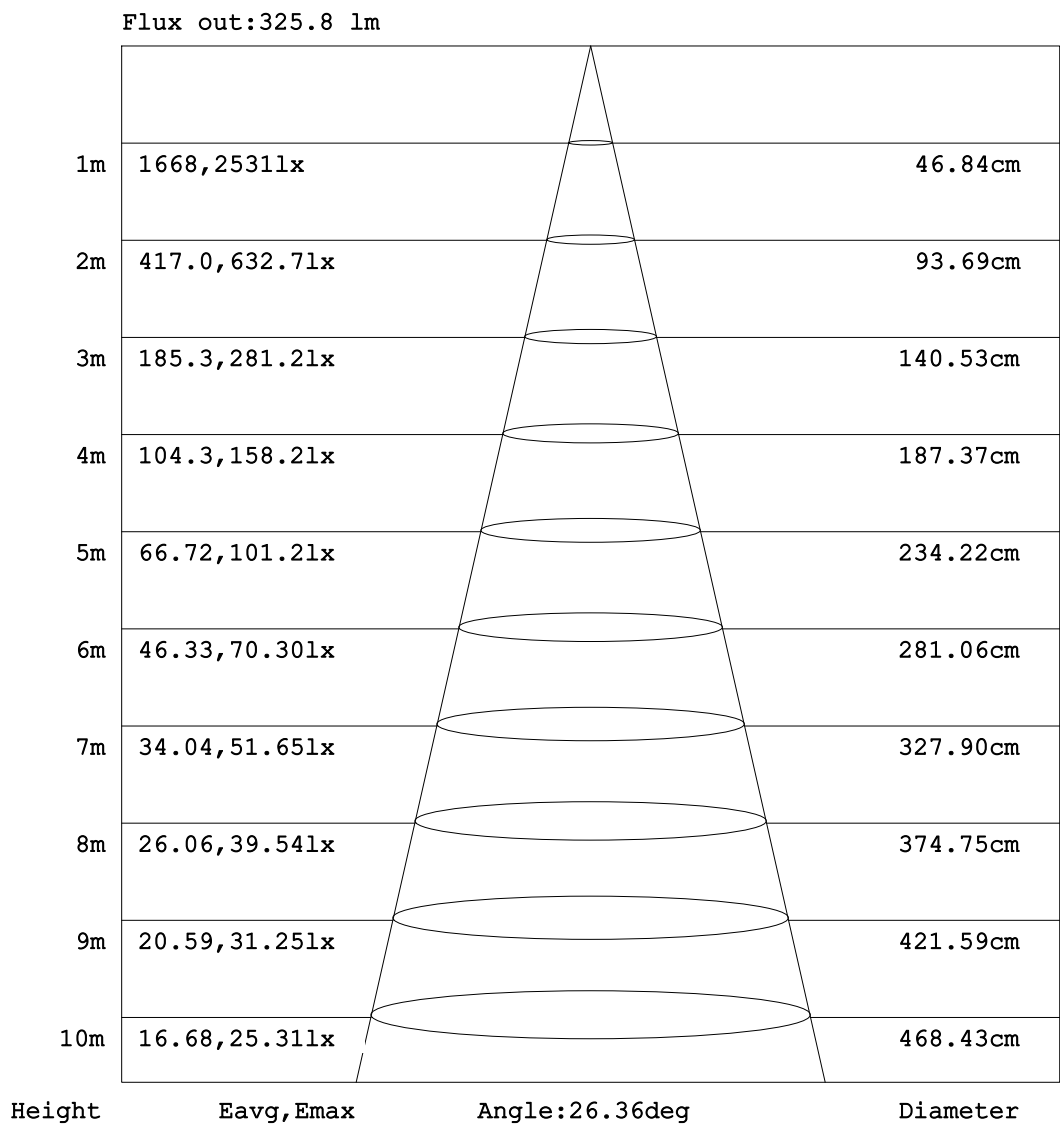 Flux out:325.8 lm
1m 1668,2531lx 46.84cm
2m 417.0,632.7lx 93.69cm
3m 185.3,281.2lx 140.53cm
4m 104.3,158.2lx 187.37cm
5m 66.72,101.2lx 234.22cm
6m 46.33,70.30lx 281.06cm
7m 34.04,51.65lx 327.90cm
8m 26.06,39.54lx 374.75cm
9m 20.59,31.25lx 421.59cm
10m 16.68,25.31lx 468.43cm
Height Eavg,Emax Angle:26.36deg Diameter